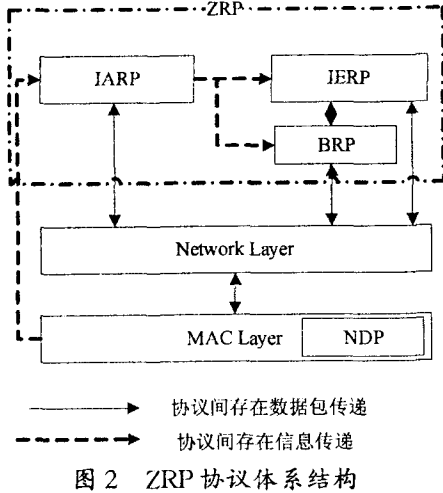 ZRP
IARP
IERP
BRP
Network Layer
MAC Layer
NDP
协议间存在数据包传递
协议间存在信息传递
图 2 ZRP 协议体系结构